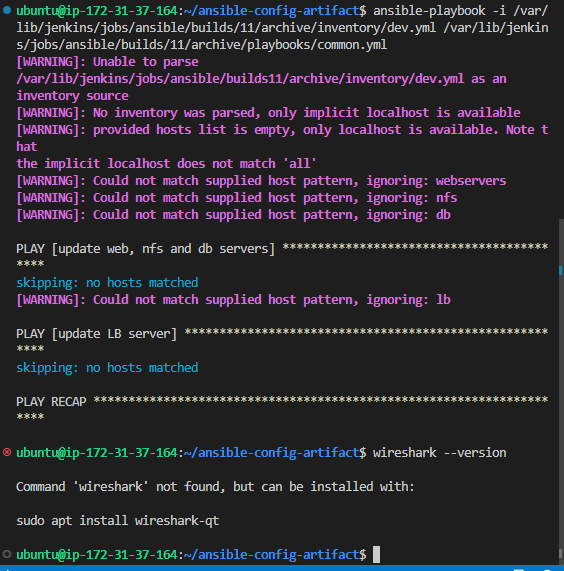 ubuntu@ip-172-31-37-164:~/ansible-config-artifact$ ansible-playbook -i /var/
lib/jenkins/jobs/ansible/builds/11/archive/inventory/dev.yml /var/lib/jenkin
s/jobs/ansible/builds/11/archive/playbooks/common.yml
[WARNING]: Unable to parse
/var/lib/jenkins/jobs/ansible/builds11/archive/inventory/dev.yml as an
inventory source
[WARNING]: No inventory was parsed, only implicit localhost is available
[WARNING]: provided hosts list is empty, only localhost is available. Note t
hat
the implicit localhost does not match 'all'
[WARNING]: Could not match supplied host pattern, ignoring: webservers
[WARNING]: Could not match supplied host pattern, ignoring: nfs
[WARNING]: Could not match supplied host pattern, ignoring: db
PLAY [update web, nfs and db servers] **************************************
****
skipping: no hosts matched
[WARNING]: Could not match supplied host pattern, ignoring: lb
PLAY [update LB server] ****************************************************
****
skipping: no hosts matched
PLAY RECAP *****************************************************************
****
ubuntu@ip-172-31-37-164:~/ansible-config-artifact$ wireshark --version
Command 'wireshark' not found, but can be installed with:
sudo apt install wireshark-qt
ubuntu@ip-172-31-37-164:~/ansible-config-artifact$